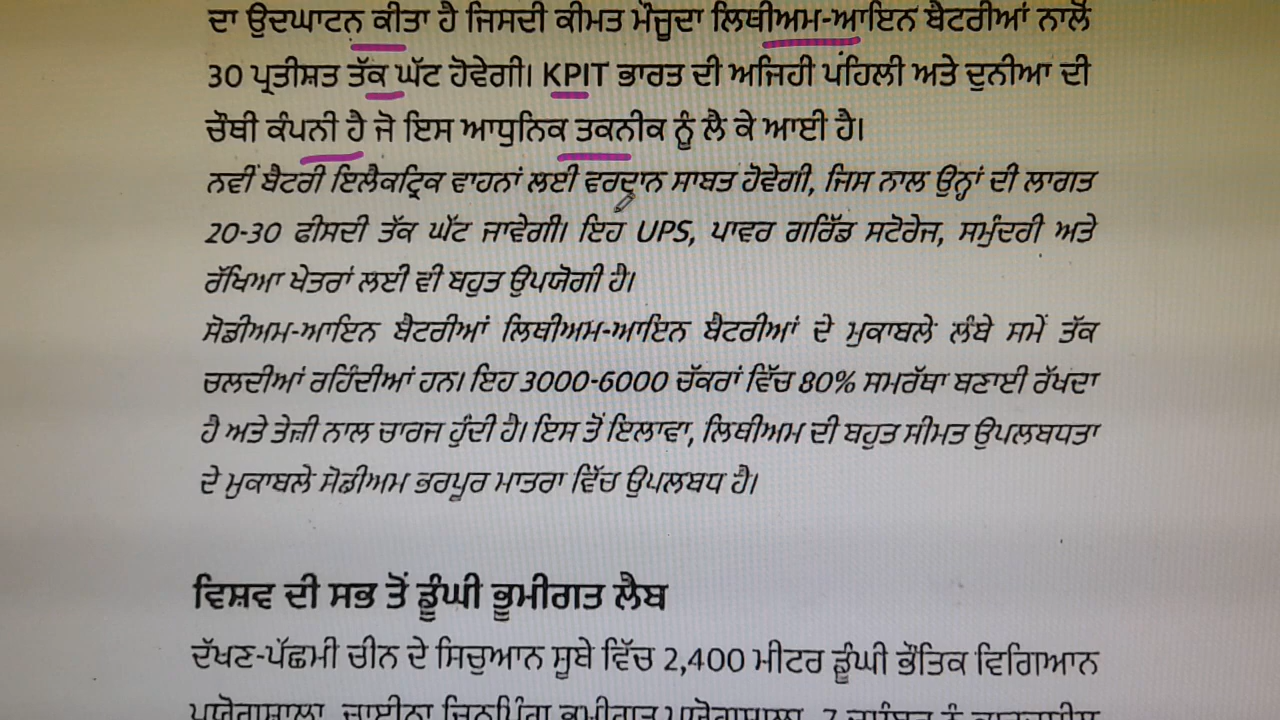 ਦਾ ਉਦਘਾਟਨ ਕੀਤਾ ਹੈ ਜਿਸਦੀ ਕੀਮਤ ਮੌਜੂਦਾ ਲਿਥੀਅਮ-ਆਇਨ ਬੈਟਰੀਆਂ ਨਾਲੋਂ
30 ਪ੍ਰਤੀਸ਼ਤ ਤੱਕ ਘੱਟ ਹੋਵੇਗੀ। KPIT ਭਾਰਤ ਦੀ ਅਜਿਹੀ ਪਹਿਲੀ ਅਤੇ ਦੁਨੀਆ ਦੀ
ਚੌਥੀ ਕੰਪਨੀ ਹੈ ਜੋ ਇਸ ਆਧੁਨਿਕ ਤਕਨੀਕ ਨੂੰ ਲੈ ਕੇ ਆਈ ਹੈ।
ਨਵੀਂ ਬੈਟਰੀ ਇਲੈਕਟ੍ਰਿਕ ਵਾਹਨਾਂ ਲਈ ਵਰਦਾਨ ਸਾਬਤ ਹੋਵੇਗੀ, ਜਿਸ ਨਾਲ ਉਨ੍ਹਾਂ ਦੀ ਲਾਗਤ
20-30 ਫੀਸਦੀ ਤੱਕ ਘੱਟ ਜਾਵੇਗੀ। ਇਹ UPS, ਪਾਵਰ ਗਰਿੱਡ ਸਟੋਰੇਜ, ਸਮੁੰਦਰੀ ਅਤੇ
ਰੱਖਿਆ ਖੇਤਰਾਂ ਲਈ ਵੀ ਬਹੁਤ ਉਪਯੋਗੀ ਹੈ।
ਸੋਡੀਅਮ-ਆਇਨ ਬੈਟਰੀਆਂ ਲਿਥੀਅਮ-ਆਇਨ ਬੈਟਰੀਆਂ ਦੇ ਮੁਕਾਬਲੇ ਲੰਬੇ ਸਮੇਂ ਤੱਕ
ਚਲਦੀਆਂ ਰਹਿੰਦੀਆਂ ਹਨ। ਇਹ 3000-6000 ਚੱਕਰਾਂ ਵਿੱਚ 80% ਸਮਰੱਥਾ ਬਣਾਈ ਰੱਖਦਾ
ਹੈ ਅਤੇ ਤੇਜ਼ੀ ਨਾਲ ਚਾਰਜ ਹੁੰਦੀ ਹੈ। ਇਸ ਤੋਂ ਇਲਾਵਾ, ਲਿਥੀਅਮ ਦੀ ਬਹੁਤ ਸੀਮਤ ਉਪਲਬਧਤਾ
ਦੇ ਮੁਕਾਬਲੇ ਸੋਡੀਅਮ ਭਰਪੂਰ ਮਾਤਰਾ ਵਿੱਚ ਉਪਲਬਧ ਹੈ।
ਵਿਸ਼ਵ ਦੀ ਸਭ ਤੋਂ ਡੂੰਘੀ ਭੂਮੀਗਤ ਲੈਬ
ਦੱਖਣ-ਪੱਛਮੀ ਚੀਨ ਦੇ ਸਿਚੁਆਨ ਸੂਬੇ ਵਿੱਚ 2,400 ਮੀਟਰ ਡੂੰਘੀ ਭੌਤਿਕ ਵਿਗਿਆਨ